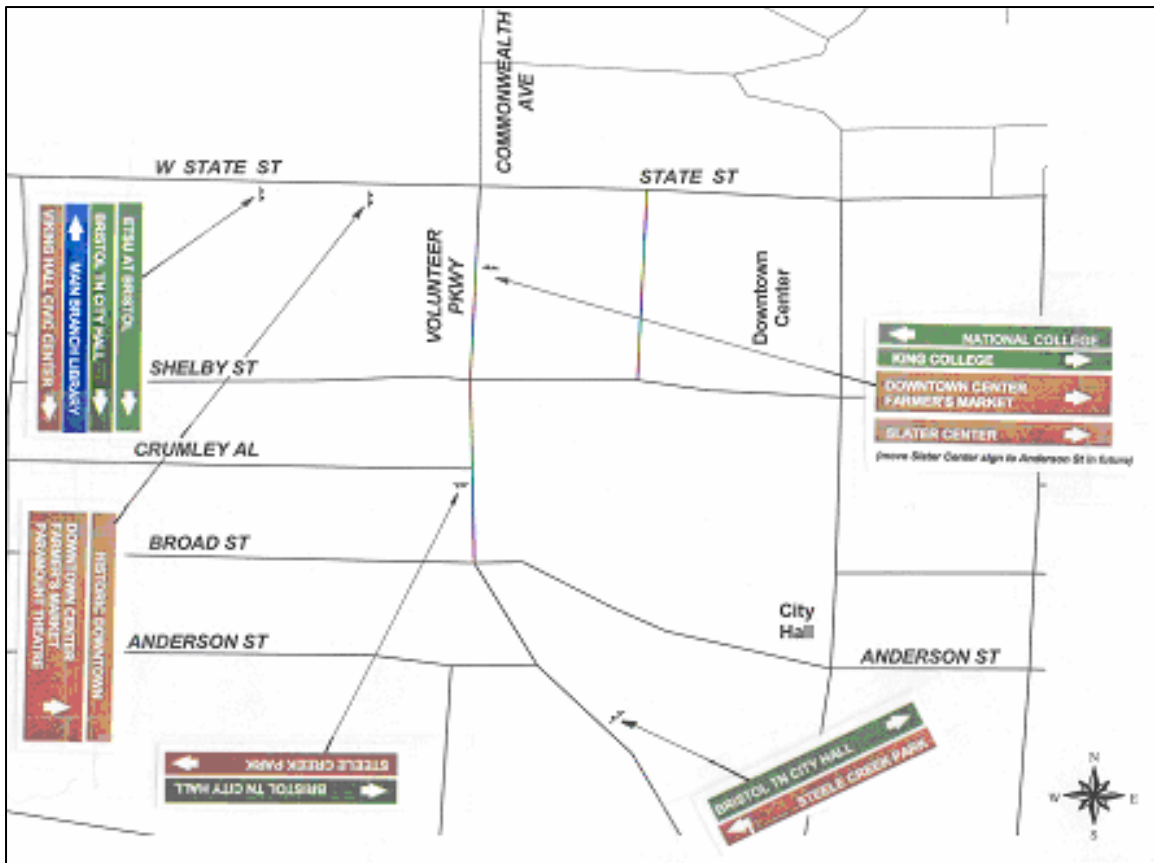 COMMONWEALTH
AVE
W STATE ST
STATE ST
ETSU AT BRISTOL
BRISTOL TN CITY HALL
MAIN BRANCH LIBRARY
VIKING HALL CIVIC CENTER
VOLUNTEER
PKWY
Downtown
Center
NATIONAL COLLEGE
KING COLLEGE
DOWNTOWN CENTER
FARMER'S MARKET
SLATER CENTER
(move Slater Center sign to Anderson St in future)
SHELBY ST
CRUMLEY AL
BROAD ST
HISTORIC DOWNTOWN
DOWNTOWN CENTER
FARMER'S MARKET
PARAMOUNT THEATRE
City
Hall
ANDERSON ST
ANDERSON ST
STEELE CREEK PARK
BRISTOL TN CITY HALL
BRISTOL TN CITY HALL
STEELE CREEK PARK
N
W
E
S